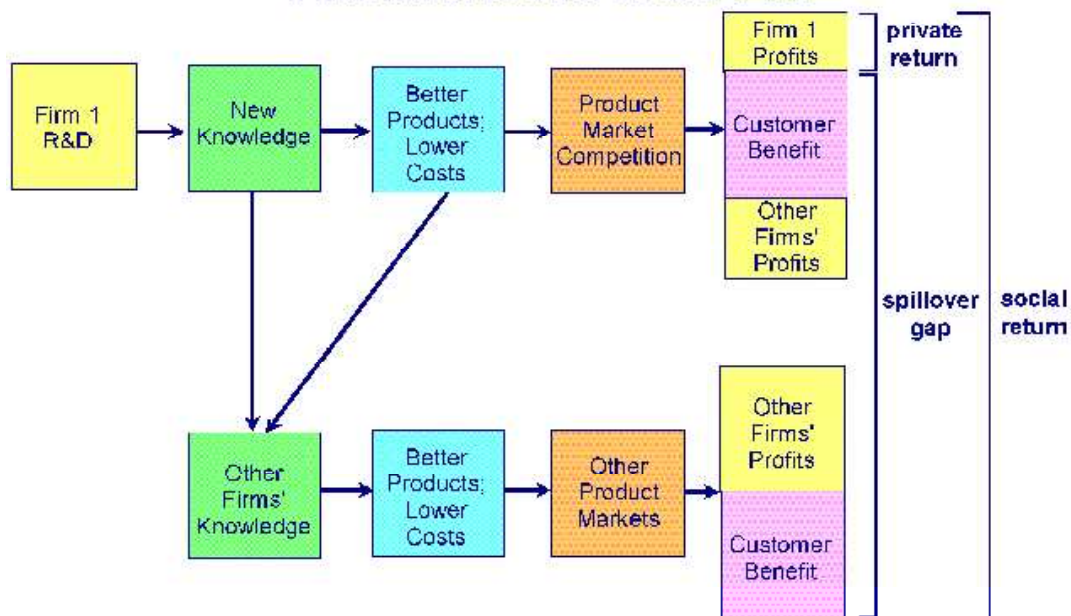 Firm 1
R&D
New
Knowledge
Better
Products;
Lower
Costs
Product
Market
Competition
Firm 1
Profits
Customer
Benefit
Other
Firms'
Profits
private
return
spillover
gap
social
return
Other
Firms'
Knowledge
Better
Products;
Lower
Costs
Other
Product
Markets
Other
Firms'
Profits
Customer
Benefit